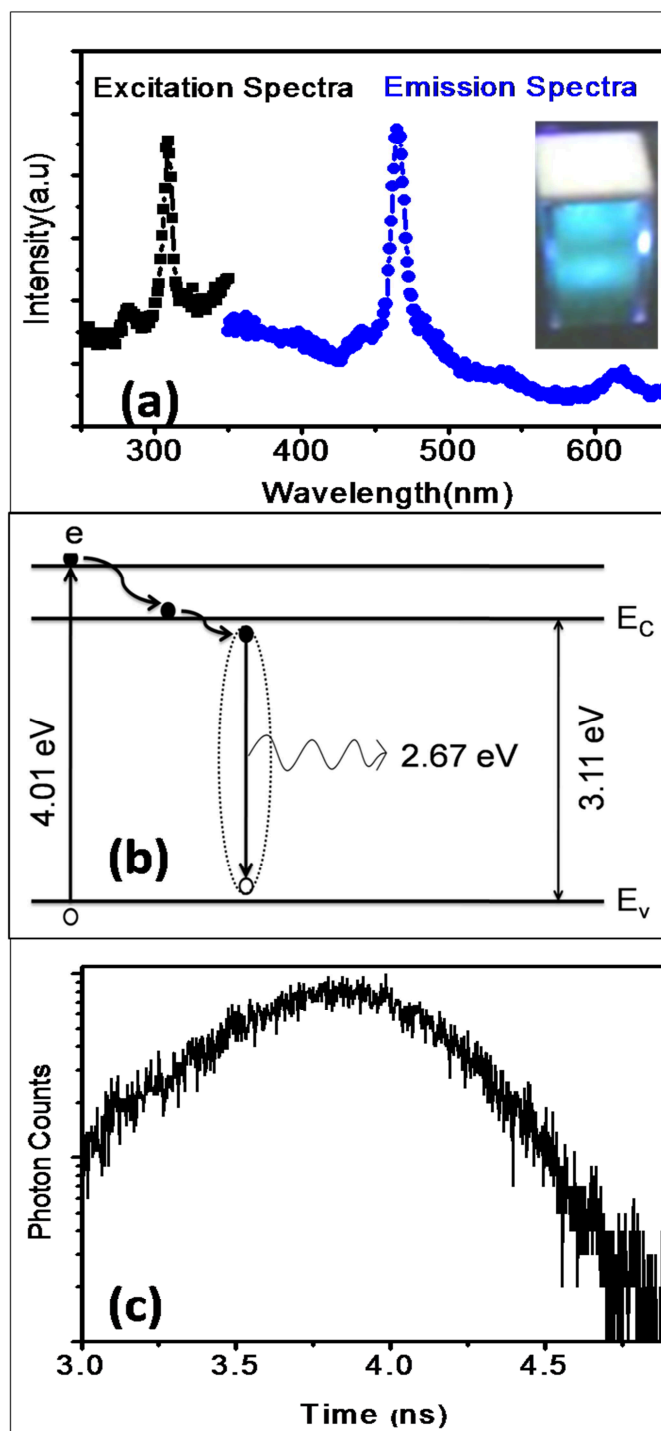 Excitation Spectra Emission Spectra
Intensity(a.u)
(a)
300 400 500 600
Wavelength(nm)
e
E_C
4.01 eV
2.67 eV
3.11 eV
(b)
E_v
Photon Counts
(c)
3.0 3.5 4.0 4.5
Time (ns)